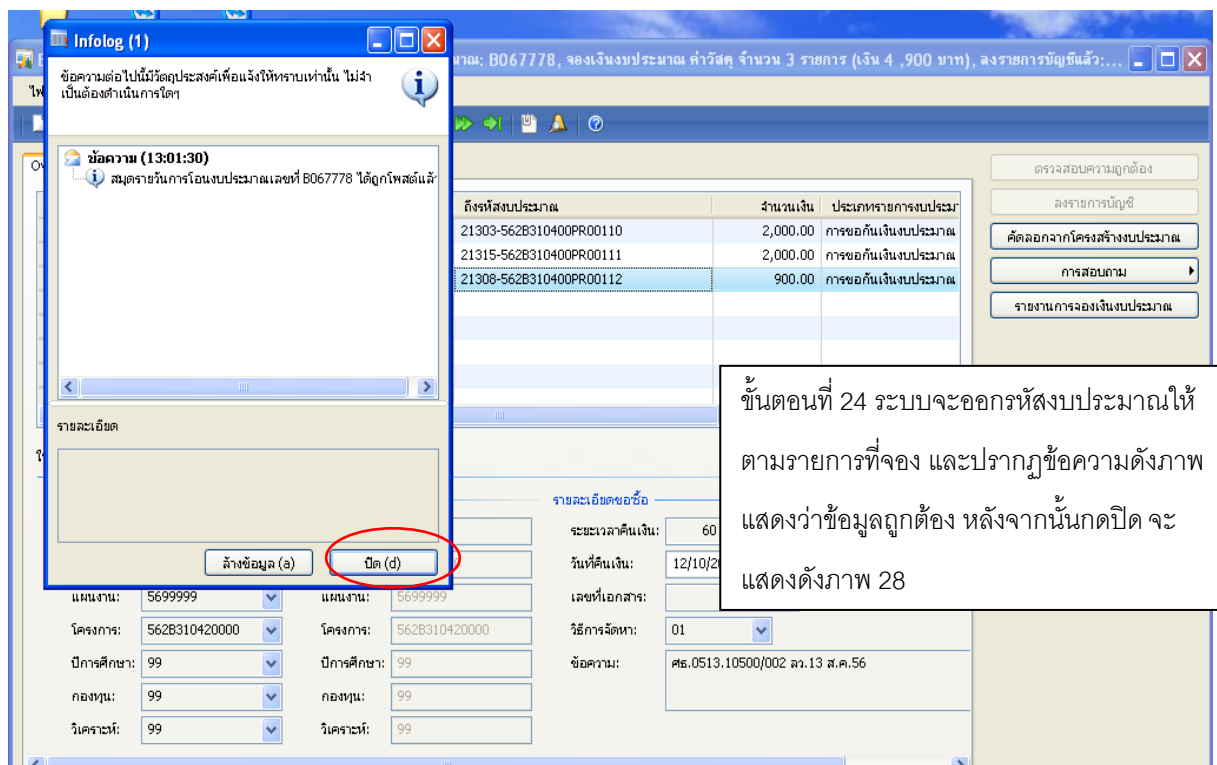 Infolog (1)
าณ: B067778, จองเงินงบประมาณ ค่าวัสดุ จำนวน 3 รายการ (เงิน 4 ,900 บาท), ลงรายการบัญชีแล้ว:...
ข้อความต่อไปนี้มีวัตถุประสงค์เพื่อแจ้งให้ทราบเท่านั้น ไม่จำ
เป็นต้องดำเนินการใดๆ
ข้อความ (13:01:30)
สมุดรายวันการโอนงบประมาณเลขที่ B067778 ได้ถูกโพสต์แล้
ตรวจสอบความถูกต้อง
ลงรายการบัญชี
คัดลอกจากโครงสร้างงบประมาณ
การสอบถาม
รายงานการจองเงินงบประมาณ
ถึงรหัสงบประมาณ จำนวนเงิน ประเภทรายการงบประมา
21303-562B310400PR00110 2,000.00 การขอกันเงินงบประมาณ
21315-562B310400PR00111 2,000.00 การขอกันเงินงบประมาณ
21308-562B310400PR00112 900.00 การขอกันเงินงบประมาณ
รายละเอียด
ล้างข้อมูล (a) ปิด (d)
ขั้นตอนที่ 24 ระบบจะออกรหัสงบประมาณให้
ตามรายการที่จอง และปรากฏข้อความดังภาพ
แสดงว่าข้อมูลถูกต้อง หลังจากนั้นกดปิด จะ
แสดงดังภาพ 28
รายละเอียดขอซื้อ
ระยะเวลาคืนเงิน: 60
วันที่คืนเงิน: 12/10/2
แผนงาน: 5699999 แผนงาน: 5699999 เลขที่เอกสาร:
โครงการ: 562B310420000 โครงการ: 562B310420000 วิธีการจัดหา: 01
ปีการศึกษา: 99 ปีการศึกษา: 99 ข้อความ: ศธ.0513.10500/002 ลว.13 ส.ค.56
กองทุน: 99 กองทุน: 99
วิเคราะห์: 99 วิเคราะห์: 99